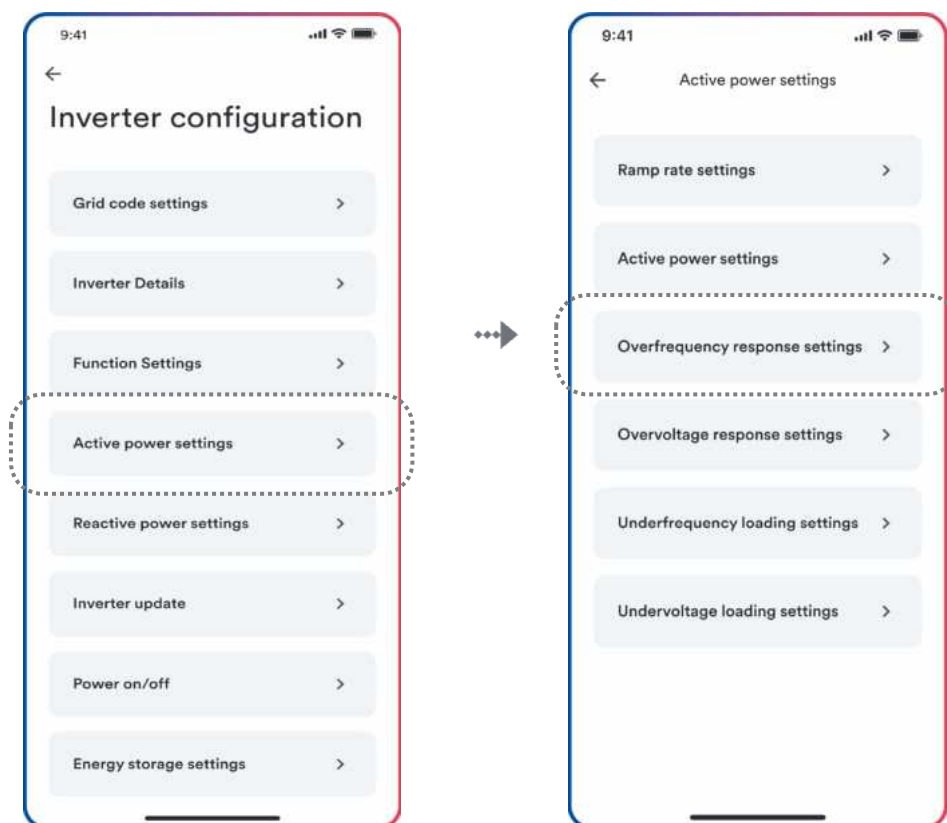 9:41
Inverter configuration
Grid code settings
Inverter Details
Function Settings
Active power settings
Reactive power settings
Inverter update
Power on/off
Energy storage settings
9:41
Active power settings
Ramp rate settings
Active power settings
Overfrequency response settings
Overvoltage response settings
Underfrequency loading settings
Undervoltage loading settings